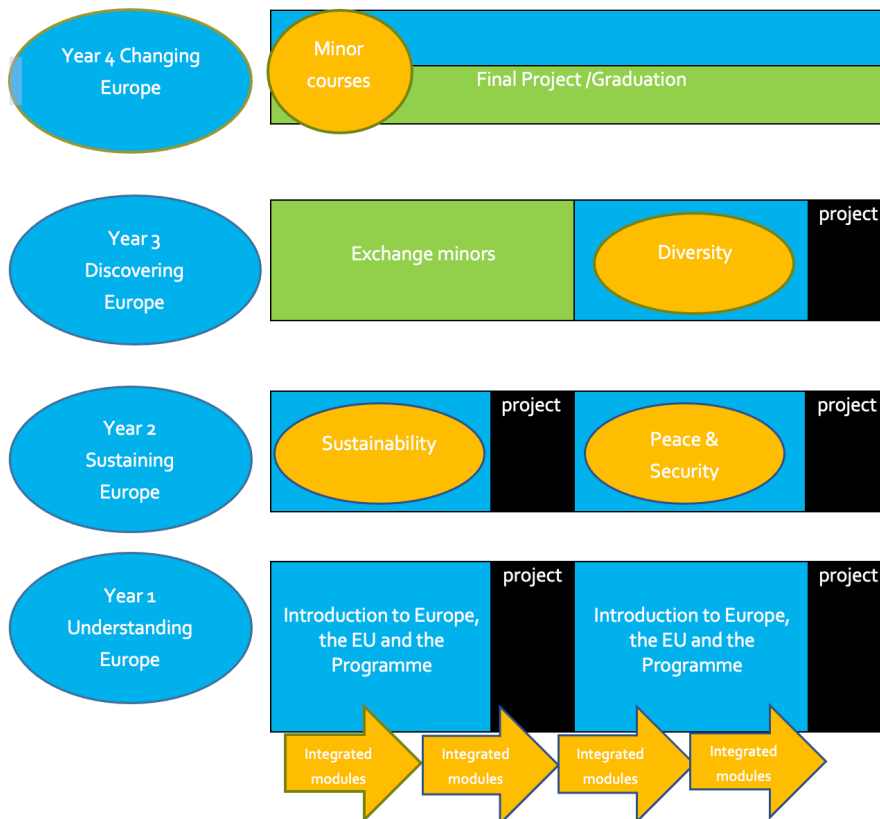 Year 4 Changing
Europe
Minor
courses
Final Project /Graduation
Year 3
Discovering
Europe
Exchange minors
Diversity
project
Year 2
Sustaining
Europe
Sustainability
project
Peace &
Security
project
Year 1
Understanding
Europe
Introduction to Europe,
the EU and the
Programme
project
Introduction to Europe,
the EU and the
Programme
project
Integrated
modules
Integrated
modules
Integrated
modules
Integrated
modules